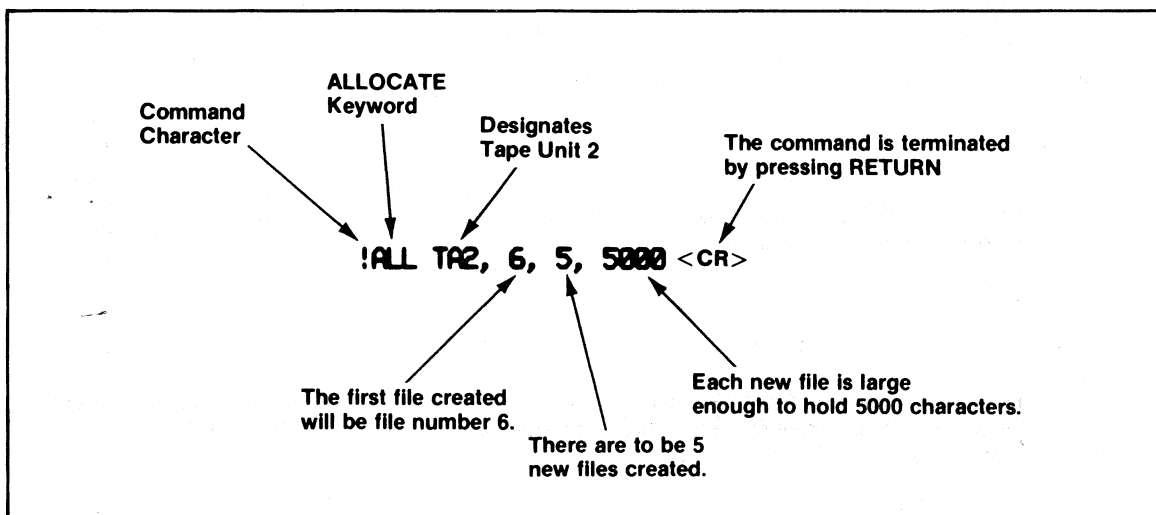 ALLOCATE
Keyword
Command
Character
Designates
Tape Unit 2
The command is terminated
by pressing RETURN
!ALL TA2, 6, 5, 5000 <CR>
The first file created
will be file number 6.
Each new file is large
enough to hold 5000 characters.
There are to be 5
new files created.